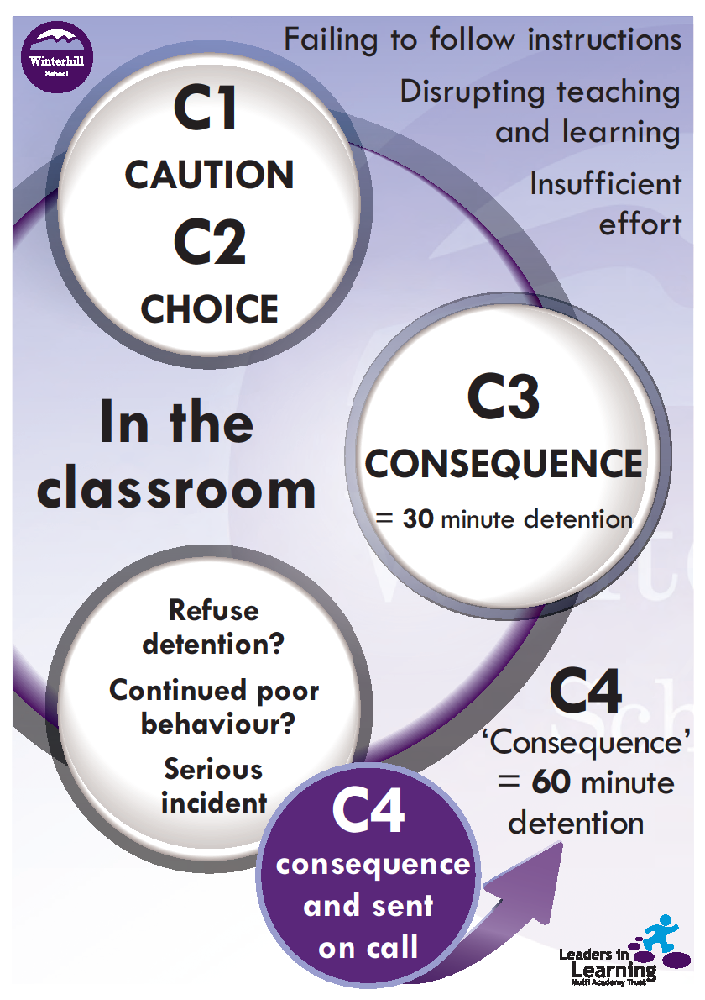 Winterhill
School
Failing to follow instructions
Disrupting teaching
and learning
Insufficient
effort
C1
CAUTION
C2
CHOICE
In the
classroom
C3
CONSEQUENCE
= 30 minute detention
Refuse
detention?
Continued poor
behaviour?
Serious
incident
C4
consequence
and sent
on call
C4
‘Consequence’
= 60 minute
detention
Leaders in
Learning
Multi Academy Trust